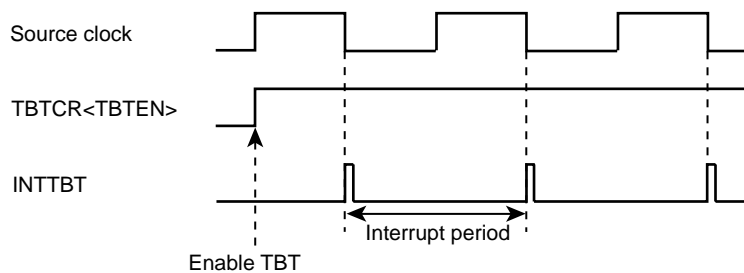 Source clock
TBTCR<TBTEN>
INTTBT
Interrupt period
Enable TBT